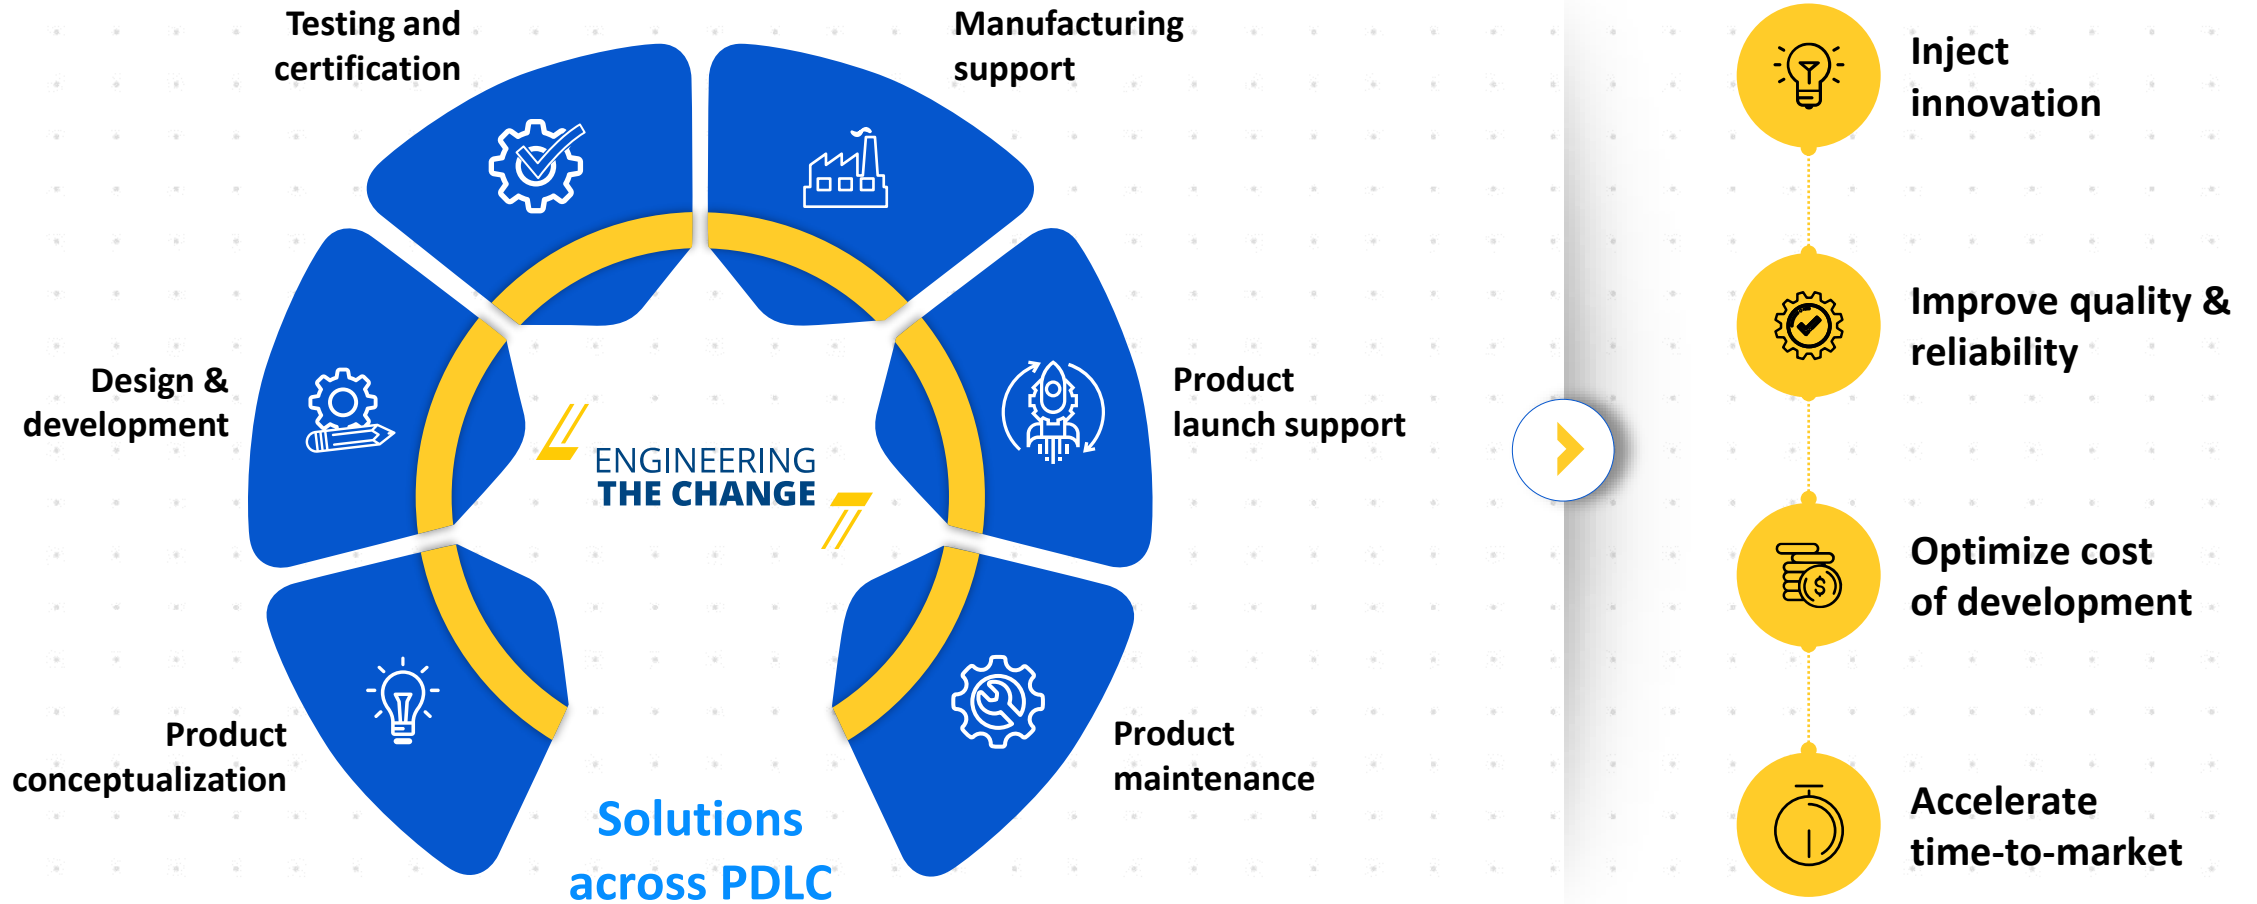 Testing and
certification
Manufacturing
support
Design &
development
Product
launch support
Product
conceptualization
Product
maintenance
ENGINEERING
THE CHANGE
Solutions
across PDLC
Inject
innovation
Improve quality &
reliability
$
Optimize cost
of development
Accelerate
time-to-market